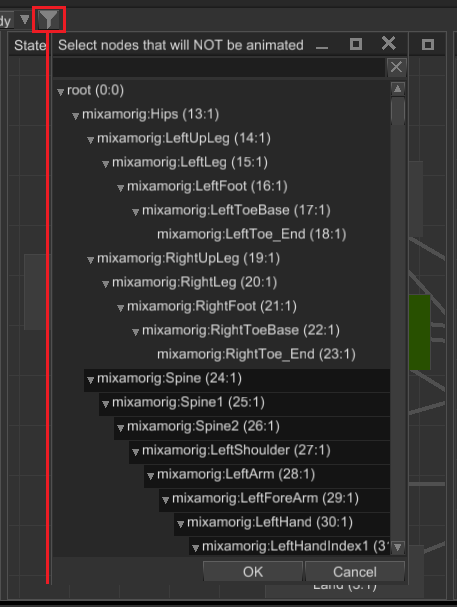 dy
State
Select nodes that will NOT be animated
root (0:0)
mixamorig:Hips (13:1)
mixamorig:LeftUpLeg (14:1)
mixamorig:LeftLeg (15:1)
mixamorig:LeftFoot (16:1)
mixamorig:LeftToeBase (17:1)
mixamorig:LeftToe_End (18:1)
mixamorig:RightUpLeg (19:1)
mixamorig:RightLeg (20:1)
mixamorig:RightFoot (21:1)
mixamorig:RightToeBase (22:1)
mixamorig:RightToe_End (23:1)
mixamorig:Spine (24:1)
mixamorig:Spine1 (25:1)
mixamorig:Spine2 (26:1)
mixamorig:LeftShoulder (27:1)
mixamorig:LeftArm (28:1)
mixamorig:LeftForeArm (29:1)
mixamorig:LeftHand (30:1)
mixamorig:LeftHandIndex1 (3
OK Cancel
Land